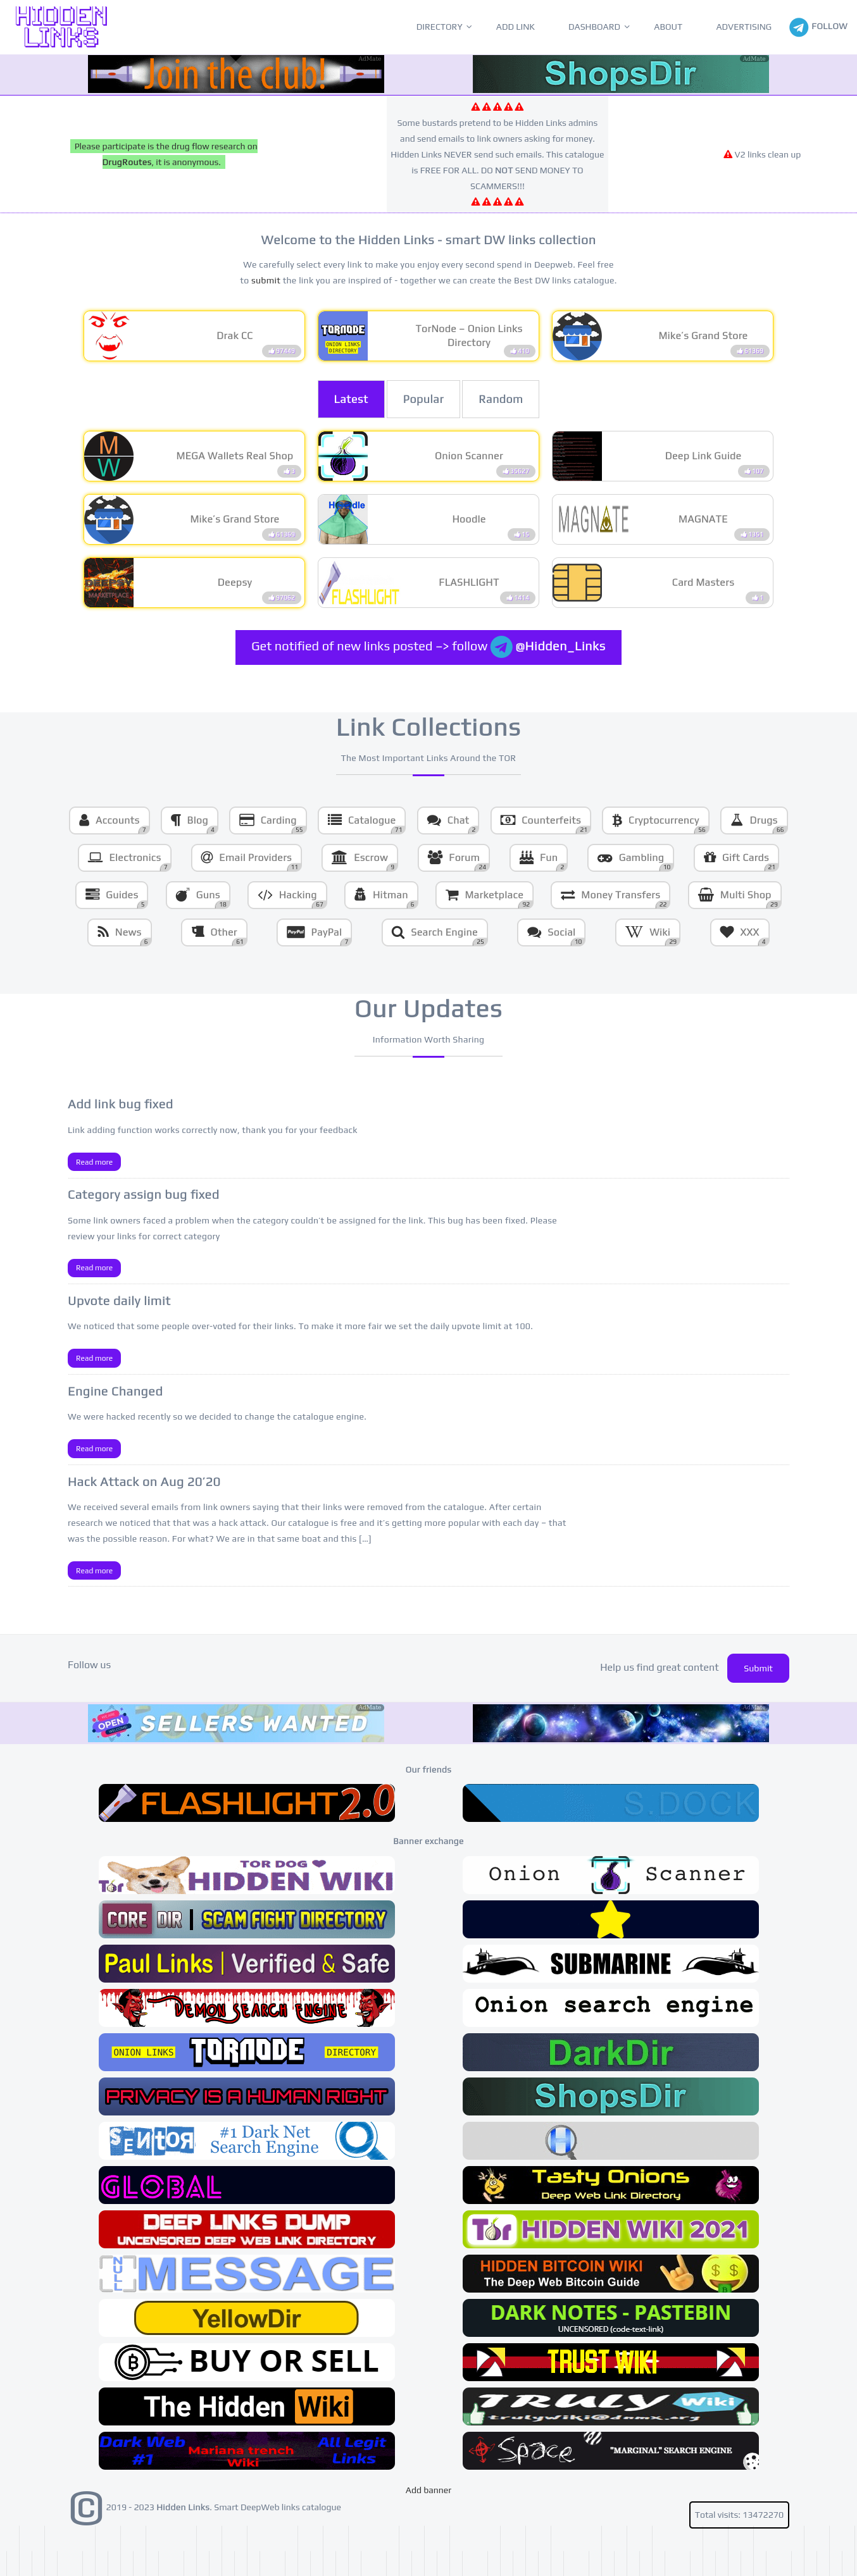 HIDDEN LINKS
DIRECTORY
ADD LINK
DASHBOARD
ABOUT
ADVERTISING
FOLLOW
Join the club!
AdMate
ShopsDir
AdMate
Please participate is the drug flow research on
DrugRoutes, it is anonymous.
Some bustards pretend to be Hidden Links admins
and send emails to link owners asking for money.
Hidden Links NEVER send such emails. This catalogue
is FREE FOR ALL. DO NOT SEND MONEY TO
SCAMMERS!!!
V2 links clean up
Welcome to the Hidden Links - smart DW links collection
We carefully select every link to make you enjoy every second spend in Deepweb. Feel free
to submit the link you are inspired of - together we can create the Best DW links catalogue.
Drak CC
TORNODE
ONION LINKS
DIRECTORY
TorNode – Onion Links
Directory
Mike's Grand Store
Latest
Popular
Random
M
W
MEGA Wallets Real Shop
Onion Scanner
Deep Link Guide
Mike's Grand Store
Hoodle
Hoodle
MAGNATE
MAGNATE
DEEPSY
MARKETPLACE
Deepsy
FLASHLIGHT
FLASHLIGHT
Card Masters
Get notified of new links posted –> follow @Hidden_Links
Link Collections
The Most Important Links Around the TOR
Accounts 7
Blog 4
Carding 55
Catalogue 71
Chat 2
Counterfeits 21
Cryptocurrency 56
Drugs 66
Electronics 7
Email Providers 11
Escrow 9
Forum 24
Fun 2
Gambling 10
Gift Cards 21
Guides 5
Guns 18
Hacking 67
Hitman 6
Marketplace 92
Money Transfers 22
Multi Shop 29
News 6
Other 61
PayPal PayPal 7
Search Engine 25
Social 10
W Wiki 29
XXX 4
Our Updates
Information Worth Sharing
Add link bug fixed
Link adding function works correctly now, thank you for your feedback
Read more
Category assign bug fixed
Some link owners faced a problem when the category couldn't be assigned for the link. This bug has been fixed. Please
review your links for correct category
Read more
Upvote daily limit
We noticed that some people over-voted for their links. To make it more fair we set the daily upvote limit at 100.
Read more
Engine Changed
We were hacked recently so we decided to change the catalogue engine.
Read more
Hack Attack on Aug 20'20
We received several emails from link owners saying that their links were removed from the catalogue. After certain
research we noticed that that was a hack attack. Our catalogue is free and it's getting more popular with each day – that
was the possible reason. For what? We are in that same boat and this [...]
Read more
Follow us
Help us find great content
Submit
OPEN
SELLERS WANTED
AdMate
AdMate
Our friends
FLASHLIGHT 2.0
S.DOCK
Banner exchange
Tor
TOR DOG
HIDDEN WIKI
Onion Scanner
CORE DIR | SCAM FIGHT DIRECTORY
Paul Links | Verified & Safe
SUBMARINE
DEMON SEARCH ENGINE
Onion search engine
ONION LINKS TORNODE DIRECTORY
DarkDir
PRIVACY IS A HUMAN RIGHT
ShopsDir
SENTOR
#1 Dark Net
Search Engine
H
GLOBAL
Tasty Onions
Deep Web Link Directory
DEEP LINKS DUMP
UNCENSORED DEEP WEB LINK DIRECTORY
Tor HIDDEN WIKI 2021
NULL MESSAGE
HIDDEN BITCOIN WIKI
The Deep Web Bitcoin Guide
YellowDir
DARK NOTES - PASTEBIN
UNCENSORED (code-text-link)
BUY OR SELL
TRUST WIKI
The Hidden Wiki
TRULY Wiki
trulywiki@dnmx.org
Dark Web
#1
Mariana trench
Wiki
All Legit
Links
Space
"MARGINAL" SEARCH ENGINE
Add banner
© 2019 - 2023 Hidden Links. Smart DeepWeb links catalogue
Total visits: 13472270